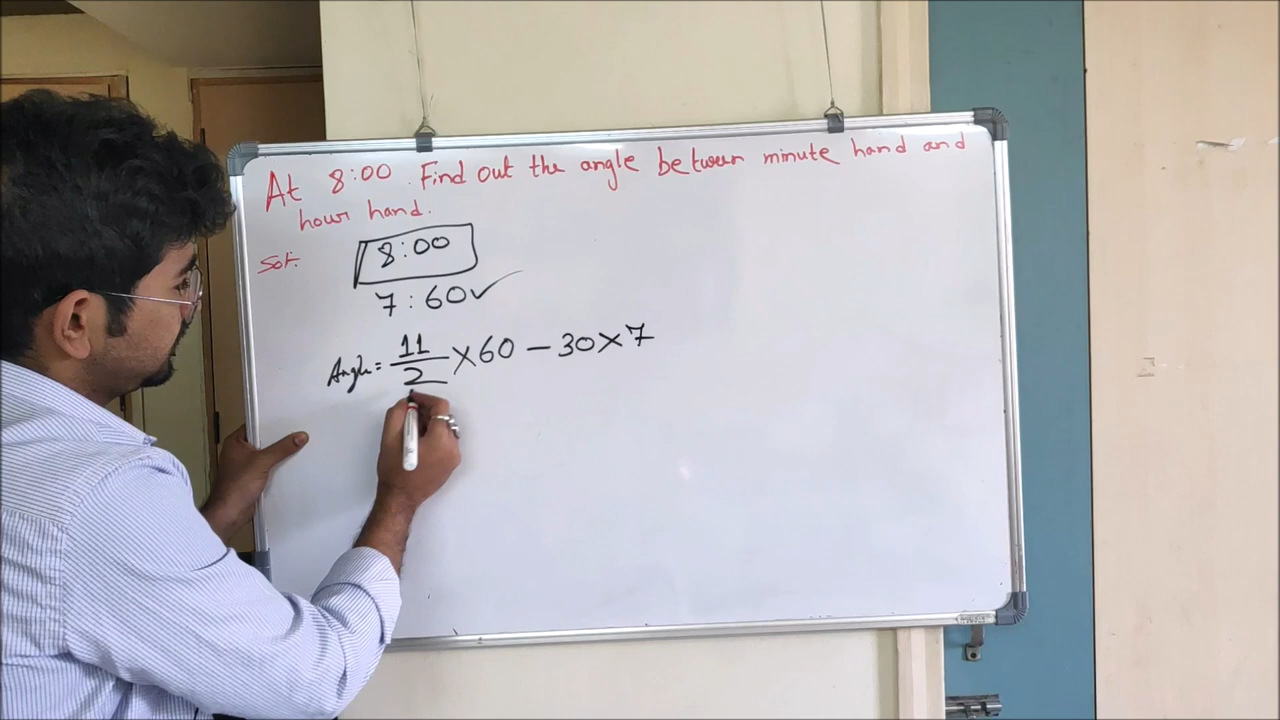 At 8:00 . Find out the angle between minute hand and
hour hand.
Sol:
8:00
7:60✓
Angle = 11/2 × 60 − 30 × 7